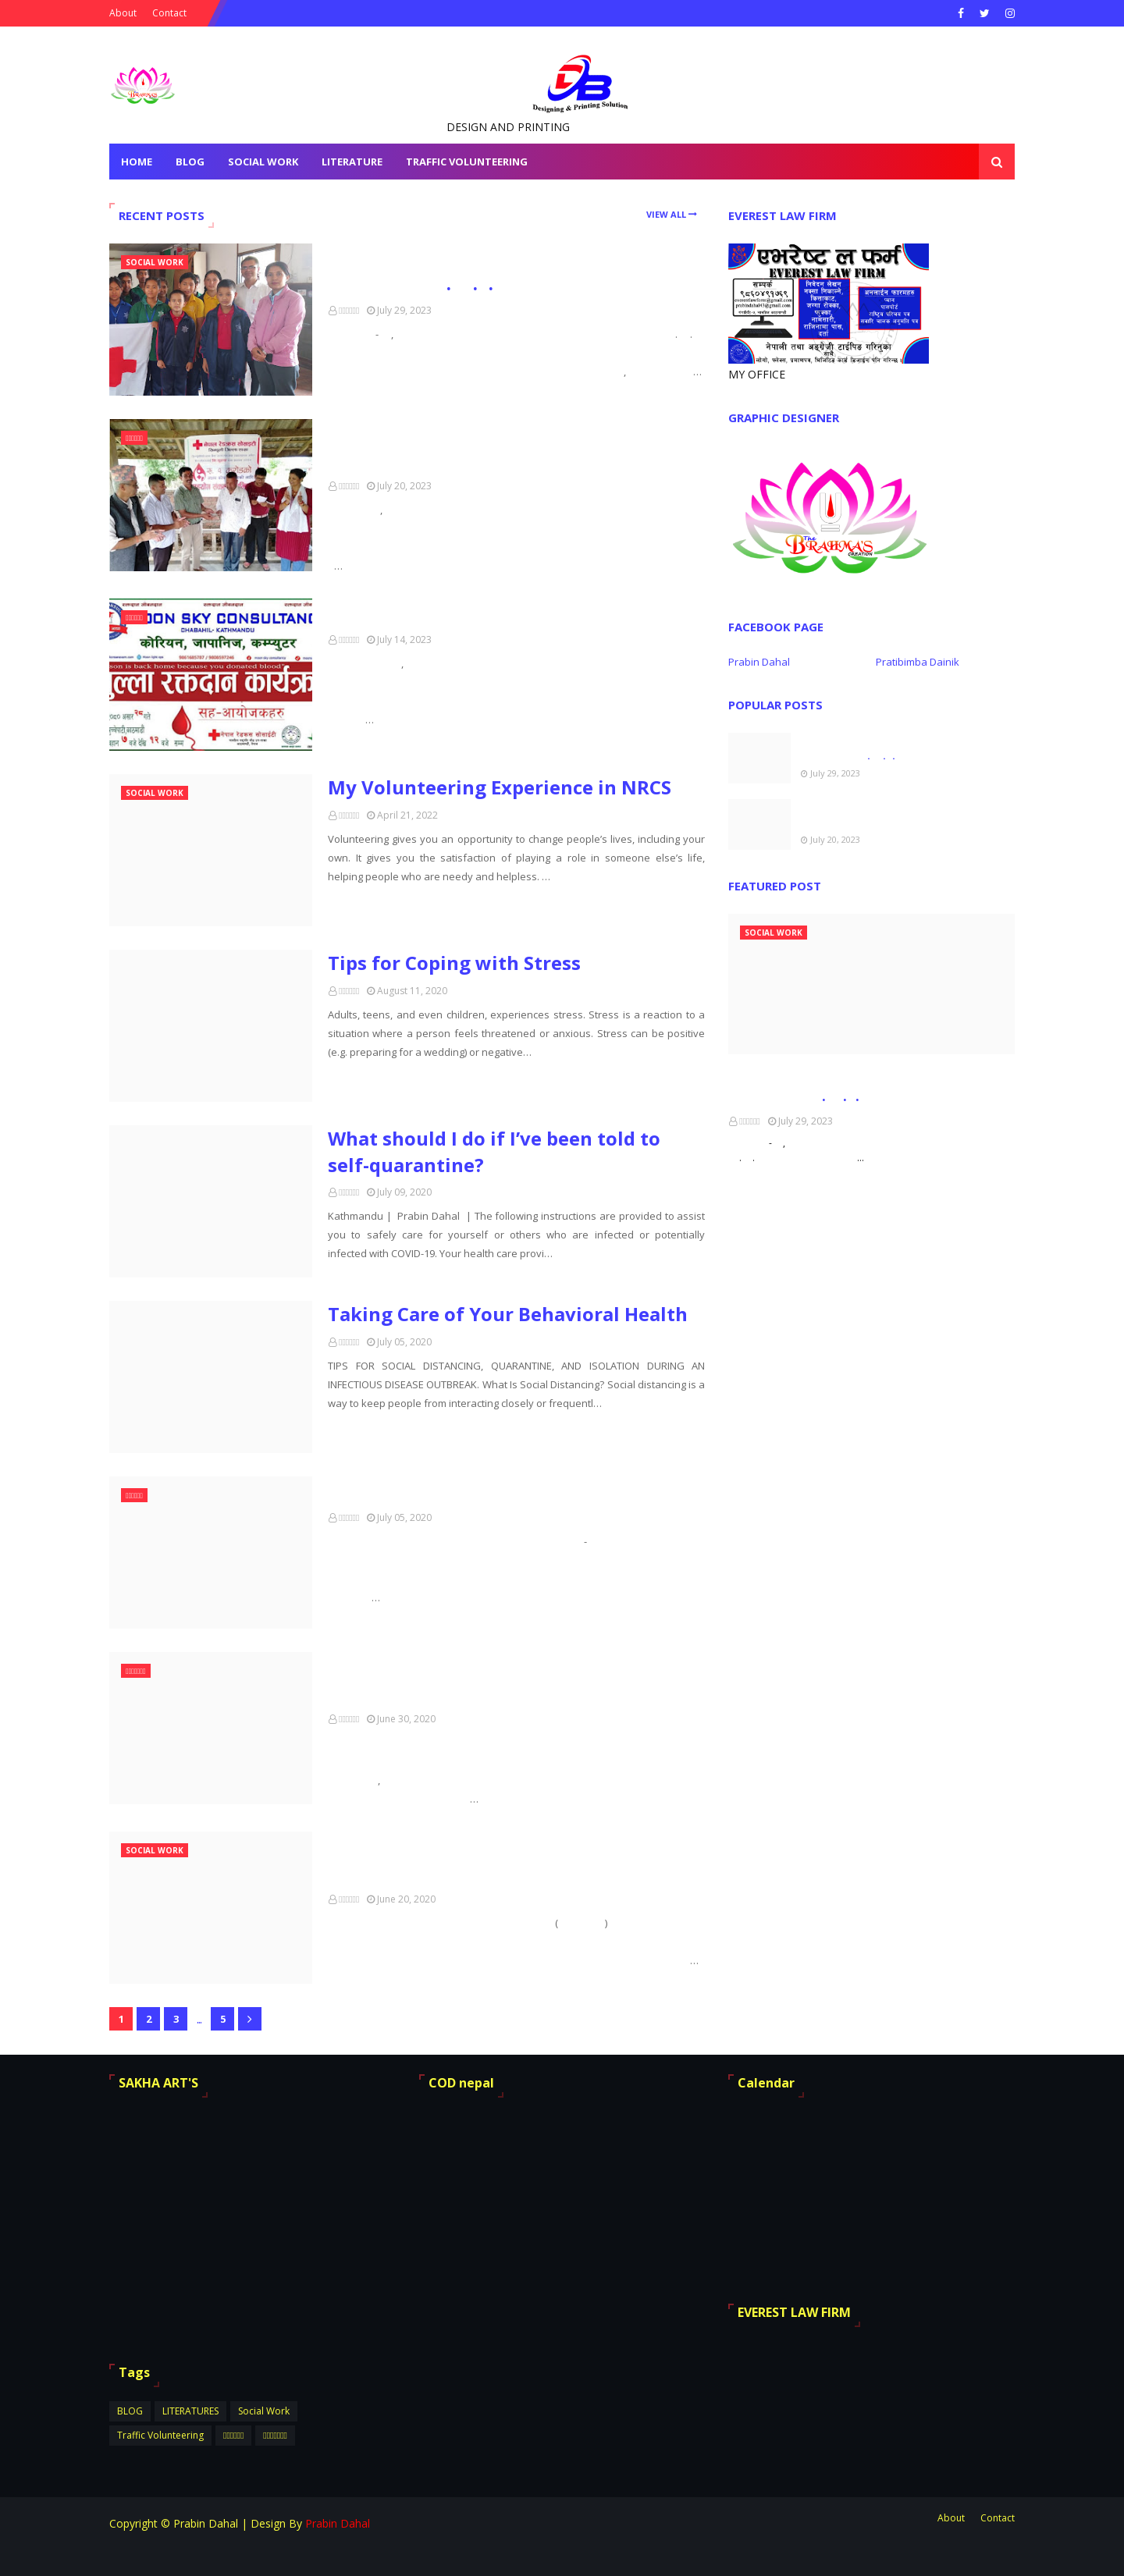 About Contact
DB
Designing & Printing Solution
DESIGN AND PRINTING
HOME BLOG SOCIAL WORK LITERATURE TRAFFIC VOLUNTEERING
RECENT POSTS
VIEW ALL
SOCIAL WORK
July 29, 2023
नेपाल रेडक्रस सोसाइटी
July 20, 2023
MOON SKY CONSULTANCY
CHABAHIL- KATHMANDU
कोरियन, जापानिज, कम्प्युटर
खुल्ला रक्तदान कार्यक्रम
सह-आयोजकहरु
July 14, 2023
SOCIAL WORK
My Volunteering Experience in NRCS
April 21, 2022
Volunteering gives you an opportunity to change people’s lives, including your
own. It gives you the satisfaction of playing a role in someone else’s life,
helping people who are needy and helpless. …
Tips for Coping with Stress
August 11, 2020
Adults, teens, and even children, experiences stress. Stress is a reaction to a
situation where a person feels threatened or anxious. Stress can be positive
(e.g. preparing for a wedding) or negative…
What should I do if I’ve been told to
self-quarantine?
July 09, 2020
Kathmandu | Prabin Dahal | The following instructions are provided to assist
you to safely care for yourself or others who are infected or potentially
infected with COVID-19. Your health care provi…
Taking Care of Your Behavioral Health
July 05, 2020
TIPS FOR SOCIAL DISTANCING, QUARANTINE, AND ISOLATION DURING AN
INFECTIOUS DISEASE OUTBREAK. What Is Social Distancing? Social distancing is a
way to keep people from interacting closely or frequentl…
July 05, 2020
June 30, 2020
SOCIAL WORK
June 20, 2020
1 2 3 ... 5
EVEREST LAW FIRM
एभरेष्ट ल फर्म
EVEREST LAW FIRM
सम्पर्क
९८६०४९१७६९
MY OFFICE
GRAPHIC DESIGNER
The
BRAHMA'S
CREATION
FACEBOOK PAGE
Prabin Dahal Pratibimba Dainik
POPULAR POSTS
July 29, 2023
July 20, 2023
FEATURED POST
SOCIAL WORK
July 29, 2023
SAKHA ART'S
COD nepal
Calendar
EVEREST LAW FIRM
Tags
BLOG LITERATURES Social Work
Traffic Volunteering
Copyright © Prabin Dahal | Design By Prabin Dahal
About Contact